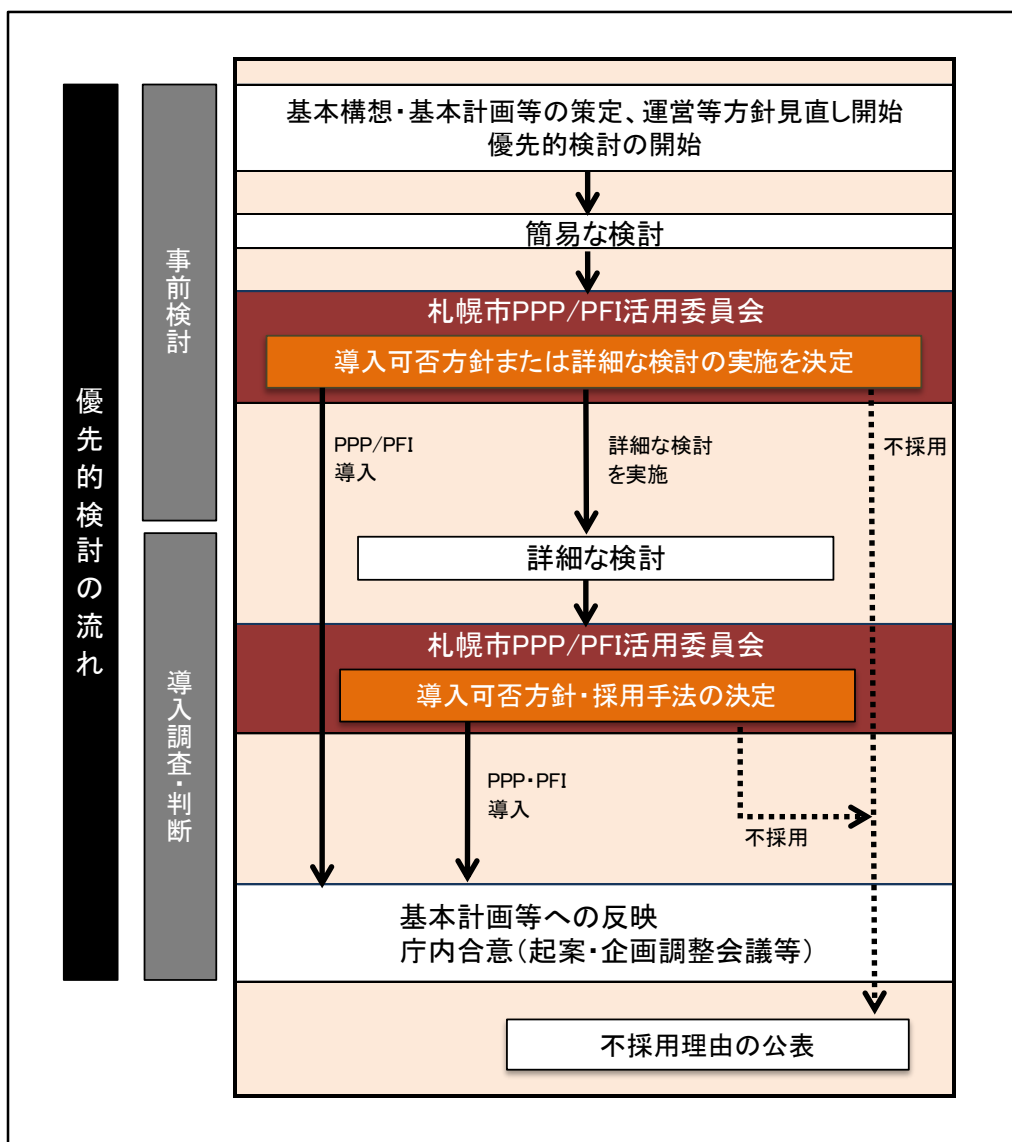 優先的検討の流れ
事前検討
導入調査・判断
基本構想・基本計画等の策定、運営等方針見直し開始
優先的検討の開始
簡易な検討
札幌市PPP/PFI活用委員会
導入可否方針または詳細な検討の実施を決定
PPP/PFI
導入
詳細な検討
を実施
不採用
詳細な検討
札幌市PPP/PFI活用委員会
導入可否方針・採用手法の決定
PPP・PFI
導入
不採用
基本計画等への反映
庁内合意（起案・企画調整会議等）
不採用理由の公表